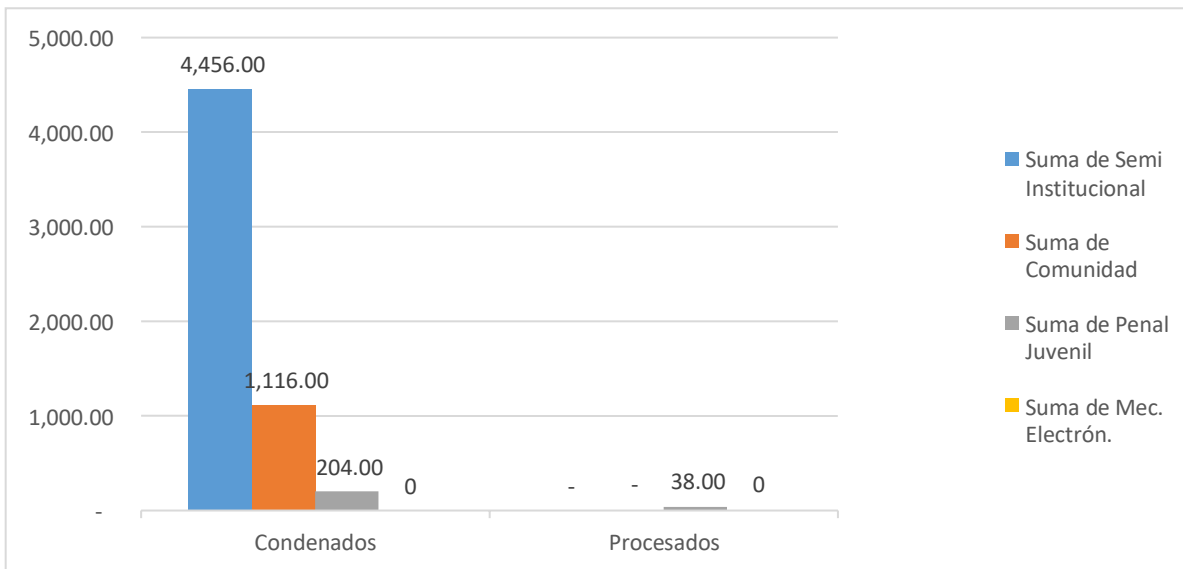 5,000.00
4,000.00
3,000.00
2,000.00
1,000.00
-
4,456.00
1,116.00
204.00
0
-
-
38.00
0
Condenados
Procesados
Suma de Semi
Institucional
Suma de
Comunidad
Suma de Penal
Juvenil
Suma de Mec.
Electrón.